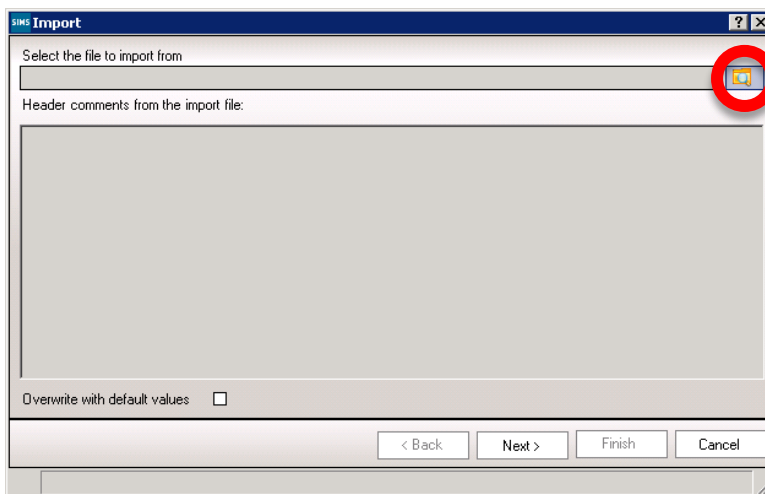 SIMS Import ? X
Select the file to import from
Header comments from the import file:
Overwrite with default values
< Back Next > Finish Cancel